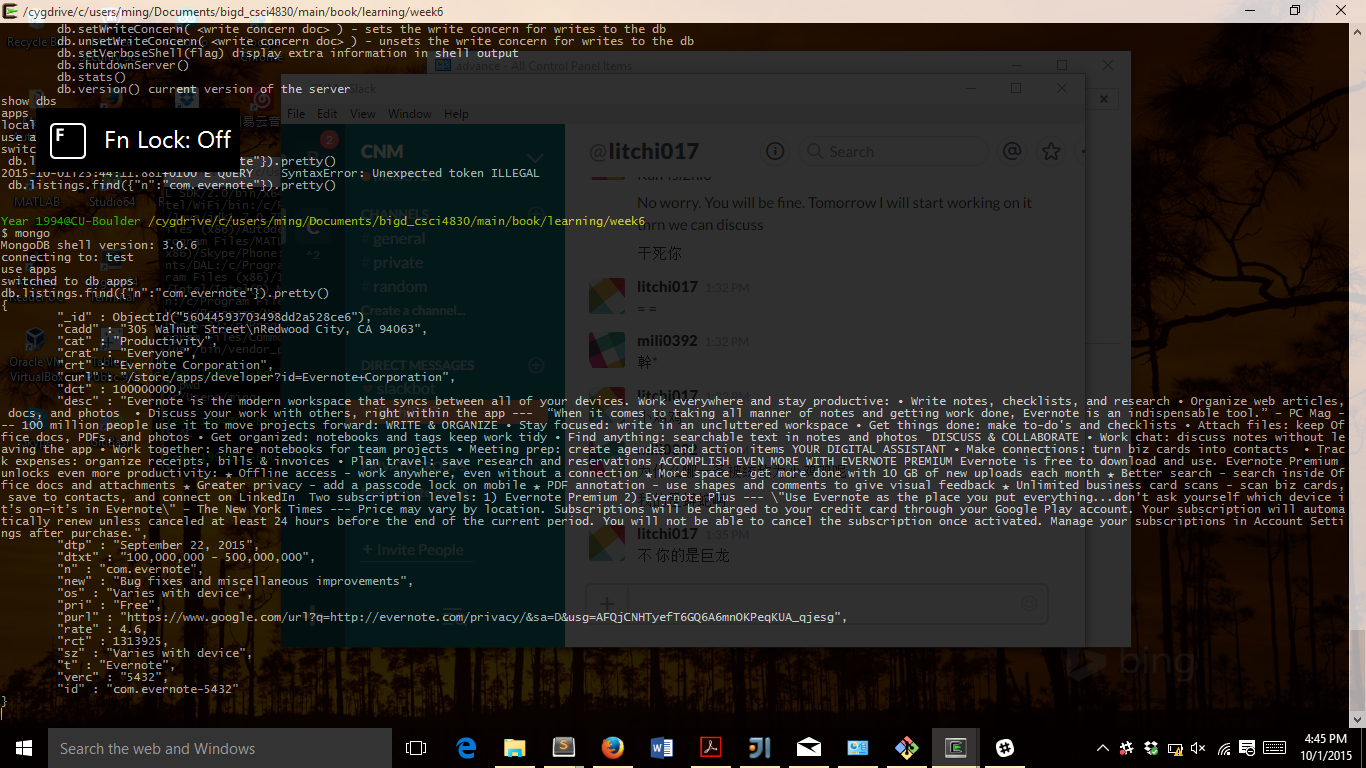 /cygdrive/c/users/ming/Documents/bigd_csci4830/main/book/learning/week6
db.setWriteConcern( <write concern doc> ) - sets the write concern for writes to the db
db.unsetWriteConcern( <write concern doc> ) - unsets the write concern for writes to the db
db.setVerboseShell(flag) display extra information in shell output
db.shutdownServer()
db.stats()
db.version() current version of the server
show dbs
apps
local
use a
switc
Fn Lock: Off
db.l te"}).pretty()
2015-10-01T23:44:11.881+0100 E QUERY SyntaxError: Unexpected token ILLEGAL
db.listings.find({"n":"com.evernote"}).pretty()
Year 1994@CU-Boulder /cygdrive/c/users/ming/Documents/bigd_csci4830/main/book/learning/week6
$ mongo
MongoDB shell version: 3.0.6
connecting to: test
use apps
switched to db apps
db.listings.find({"n":"com.evernote"}).pretty()
{
"_id" : ObjectId("56044593703498dd2a528ce6"),
"cadd" : "305 Walnut Street\\nRedwood City, CA 94063",
"cat" : "Productivity",
"crat" : "Everyone",
"crt" : "Evernote Corporation",
"curl" : "/store/apps/developer?id=Evernote+Corporation",
"dct" : 100000000,
"desc" : "Evernote is the modern workspace that syncs between all of your devices. Work everywhere and stay productive: • Write notes, checklists, and research • Organize web articles,
docs, and photos • Discuss your work with others, right within the app --- “When it comes to taking all manner of notes and getting work done, Evernote is an indispensable tool.” – PC Mag -
-- 100 million people use it to move projects forward: WRITE & ORGANIZE • Stay focused: write in an uncluttered workspace • Get things done: make to-do's and checklists • Attach files: keep Of
fice docs, PDFs, and photos • Get organized: notebooks and tags keep work tidy • Find anything: searchable text in notes and photos DISCUSS & COLLABORATE • Work chat: discuss notes without le
aving the app • Work together: share notebooks for team projects • Meeting prep: create agendas and action items YOUR DIGITAL ASSISTANT • Make connections: turn biz cards into contacts • Trac
k expenses: organize receipts, bills & invoices • Plan travel: save research and reservations ACCOMPLISH EVEN MORE WITH EVERNOTE PREMIUM Evernote is free to download and use. Evernote Premium
unlocks even more productivity: ★ Offline access - work anywhere, even without a connection ★ More space - get more done with 10 GB of new uploads each month ★ Better search - search inside Of
fice docs and attachments ★ Greater privacy – add a passcode lock on mobile ★ PDF annotation - use shapes and comments to give visual feedback ★ Unlimited business card scans – scan biz cards,
save to contacts, and connect on LinkedIn Two subscription levels: 1) Evernote Premium 2) Evernote Plus --- \"Use Evernote as the place you put everything...don't ask yourself which device i
t's on—it's in Evernote\" – The New York Times --- Price may vary by location. Subscriptions will be charged to your credit card through your Google Play account. Your subscription will automa
tically renew unless canceled at least 24 hours before the end of the current period. You will not be able to cancel the subscription once activated. Manage your subscriptions in Account Setti
ngs after purchase.",
"dtp" : "September 22, 2015",
"dtxt" : "100,000,000 - 500,000,000",
"n" : "com.evernote",
"new" : "Bug fixes and miscellaneous improvements",
"os" : "Varies with device",
"pri" : "Free",
"purl" : "https://www.google.com/url?q=http://evernote.com/privacy/&sa=D&usg=AFQjCNHTyefT6GQ6A6mnOKPeqKUA_qjesg",
"rate" : 4.6,
"rct" : 1313925,
"sz" : "Varies with device",
"t" : "Evernote",
"verc" : "5432",
"id" : "com.evernote-5432"
}
advance - All Control Panel Items
Slack
File Edit View Window Help
CNM
CHANNELS
# general
# private
# random
Create a channel...
DIRECT MESSAGES
slackbot
+ Invite People
@litchi017
Search
No worry. You will be fine. Tomorrow I will start working on it
thrn we can discuss
干死你
litchi017 1:32 PM
= =
mili0392 1:32 PM
幹*
litchi017
litchi017 1:35 PM
不 你的是巨龙
bing
Search the web and Windows
4:45 PM
10/1/2015